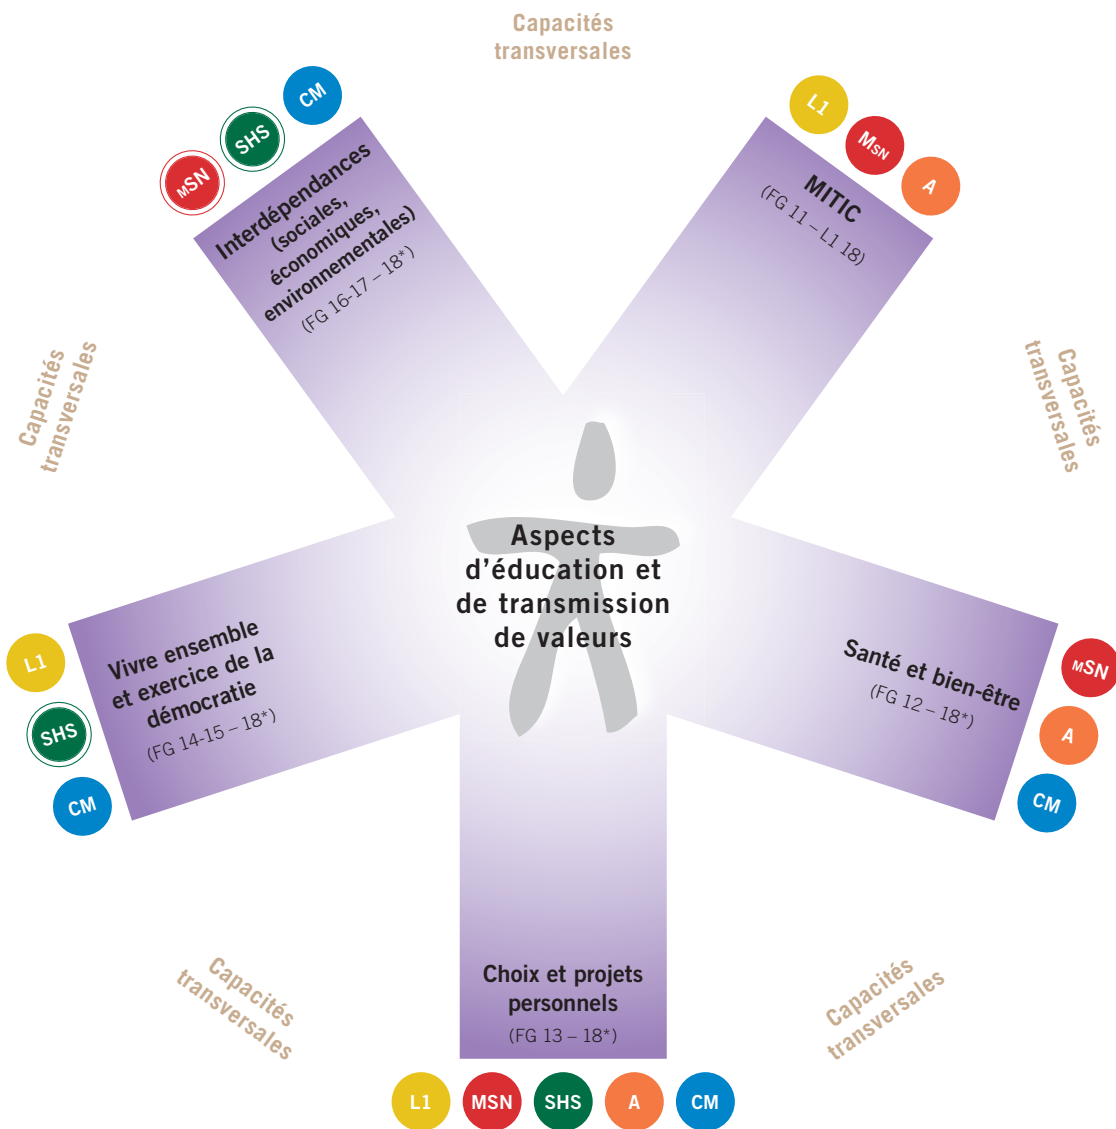 Capacités
transversales
CM
SHS
MSN
Interdépendances
(sociales,
économiques,
environnementales)
(FG 16-17 – 18*)
L1
MSN
A
MITIC
(FG 11 – L1 18)
Capacités
transversales
Capacités
transversales
Aspects
d'éducation et
de transmission
de valeurs
L1
SHS
CM
Vivre ensemble
et exercice de la
démocratie
(FG 14-15 – 18*)
Santé et bien-être
(FG 12 – 18*)
MSN
A
CM
Capacités
transversales
Choix et projets
personnels
(FG 13 – 18*)
Capacités
transversales
L1 MSN SHS A CM